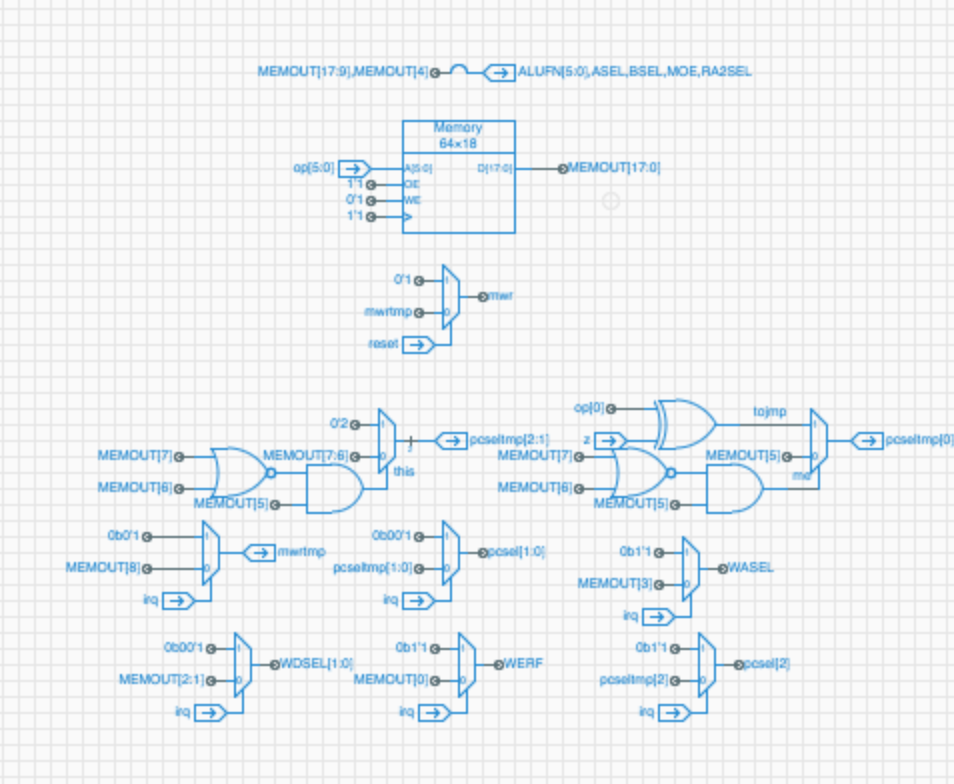 MEMOUT[17:9],MEMOUT[4] ALUFN[5:0],ASEL,BSEL,MOE,RA2SEL
Memory
64×18
op[5:0] A[5:0] D[17:0] MEMOUT[17:0]
1'1 OE
0'1 WE
1'1
0'1 1
mwr
mwrtmp 0
reset
op[0]
tojmp
0'2 1 1
pcseltmp[2:1] z pcseltmp[0]
MEMOUT[7] MEMOUT[7:6] 0 MEMOUT[7] MEMOUT[5] 0
this
MEMOUT[6] MEMOUT[6]
MEMOUT[5] MEMOUT[5]
0b0'1 1 0b00'1 1
mwrtmp pcsel[1:0] 0b1'1 1
MEMOUT[8] 0 pcseltmp[1:0] 0 WASEL
MEMOUT[3] 0
irq irq
irq
0b00'1 1 0b1'1 1 0b1'1 1
WDSEL[1:0] WERF pcsel[2]
MEMOUT[2:1] 0 MEMOUT[0] 0 pcseltmp[2] 0
irq irq irq